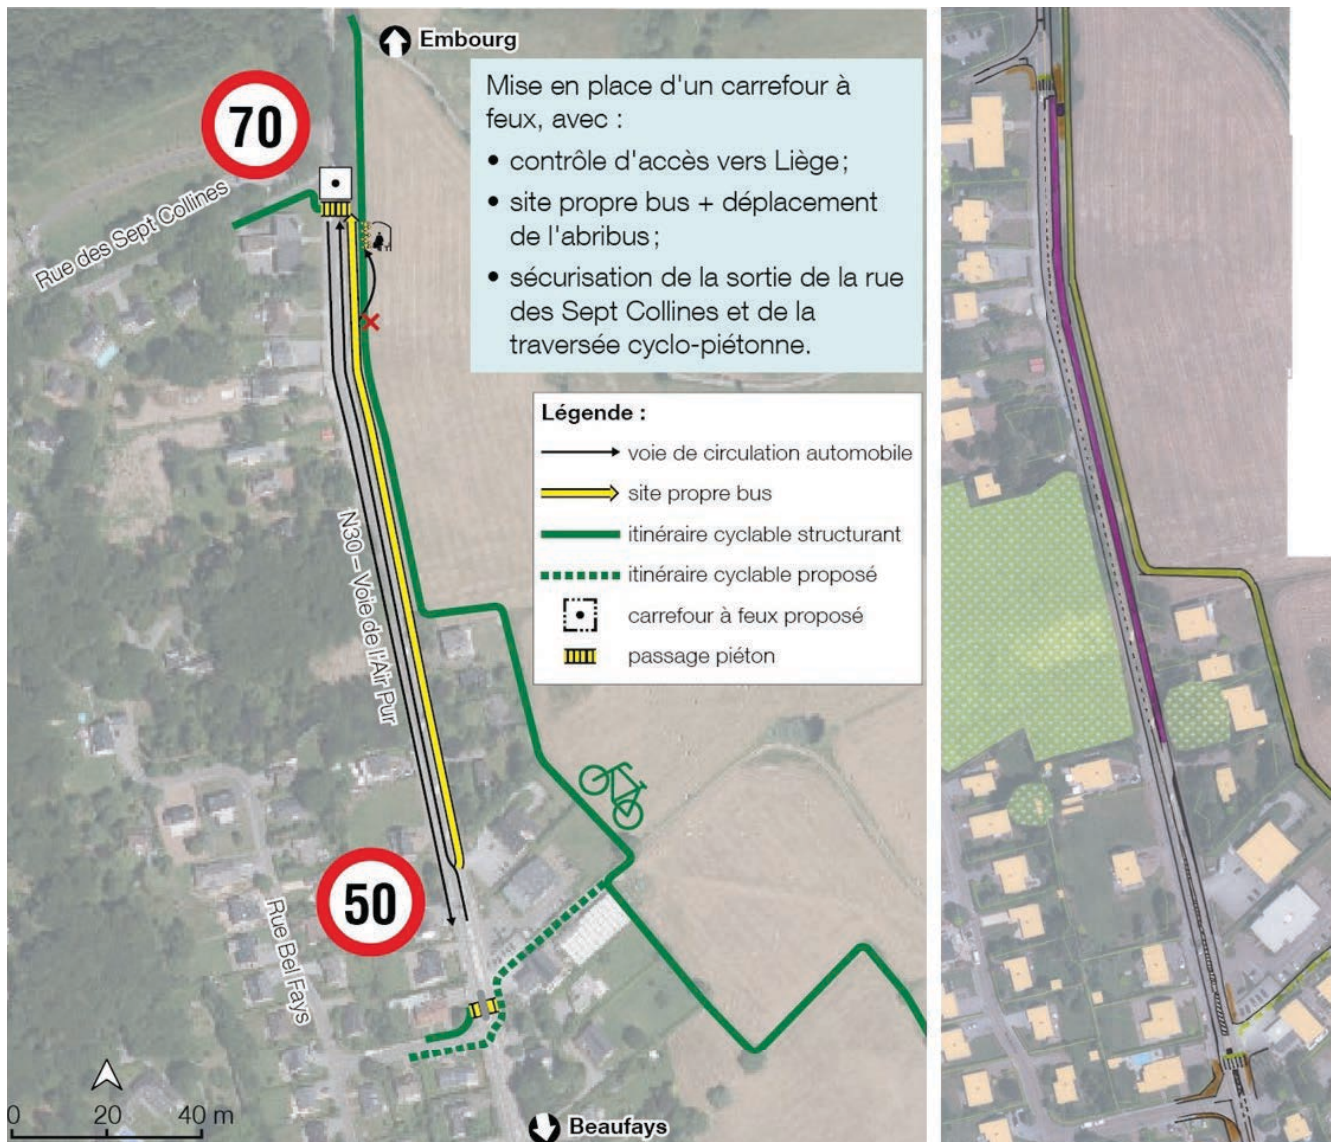 Embourg
Mise en place d'un carrefour à
feux, avec :
• contrôle d'accès vers Liège;
• site propre bus + déplacement
de l'abribus;
• sécurisation de la sortie de la rue
des Sept Collines et de la
traversée cyclo-piétonne.
70
Rue des Sept Collines
Légende :
voie de circulation automobile
site propre bus
itinéraire cyclable structurant
itinéraire cyclable proposé
carrefour à feux proposé
passage piéton
N30 – Voie de l'Air Pur
50
Rue Bel Fays
0 20 40 m
Beaufays